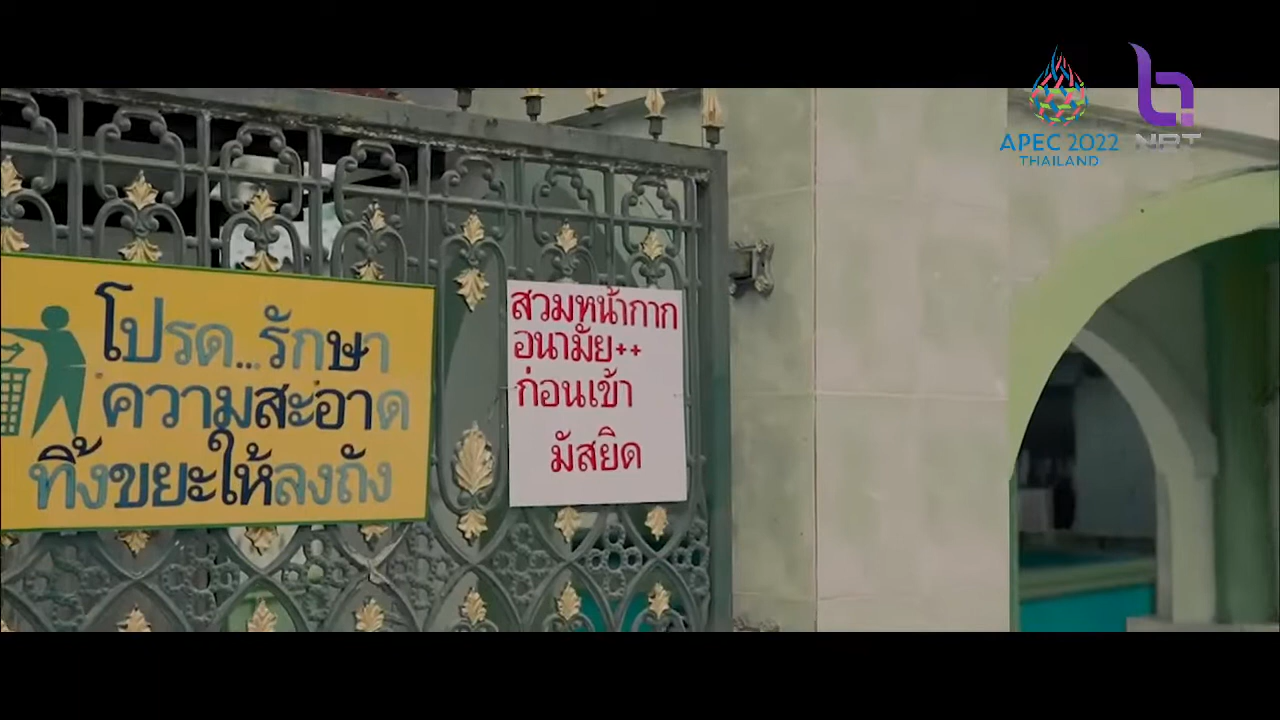 APEC 2022
THAILAND
NBT
โปรด...รักษา
ความสะอาด
ทิ้งขยะให้ลงถัง
สวมหน้ากาก
อนามัย++
ก่อนเข้า
มัสยิด